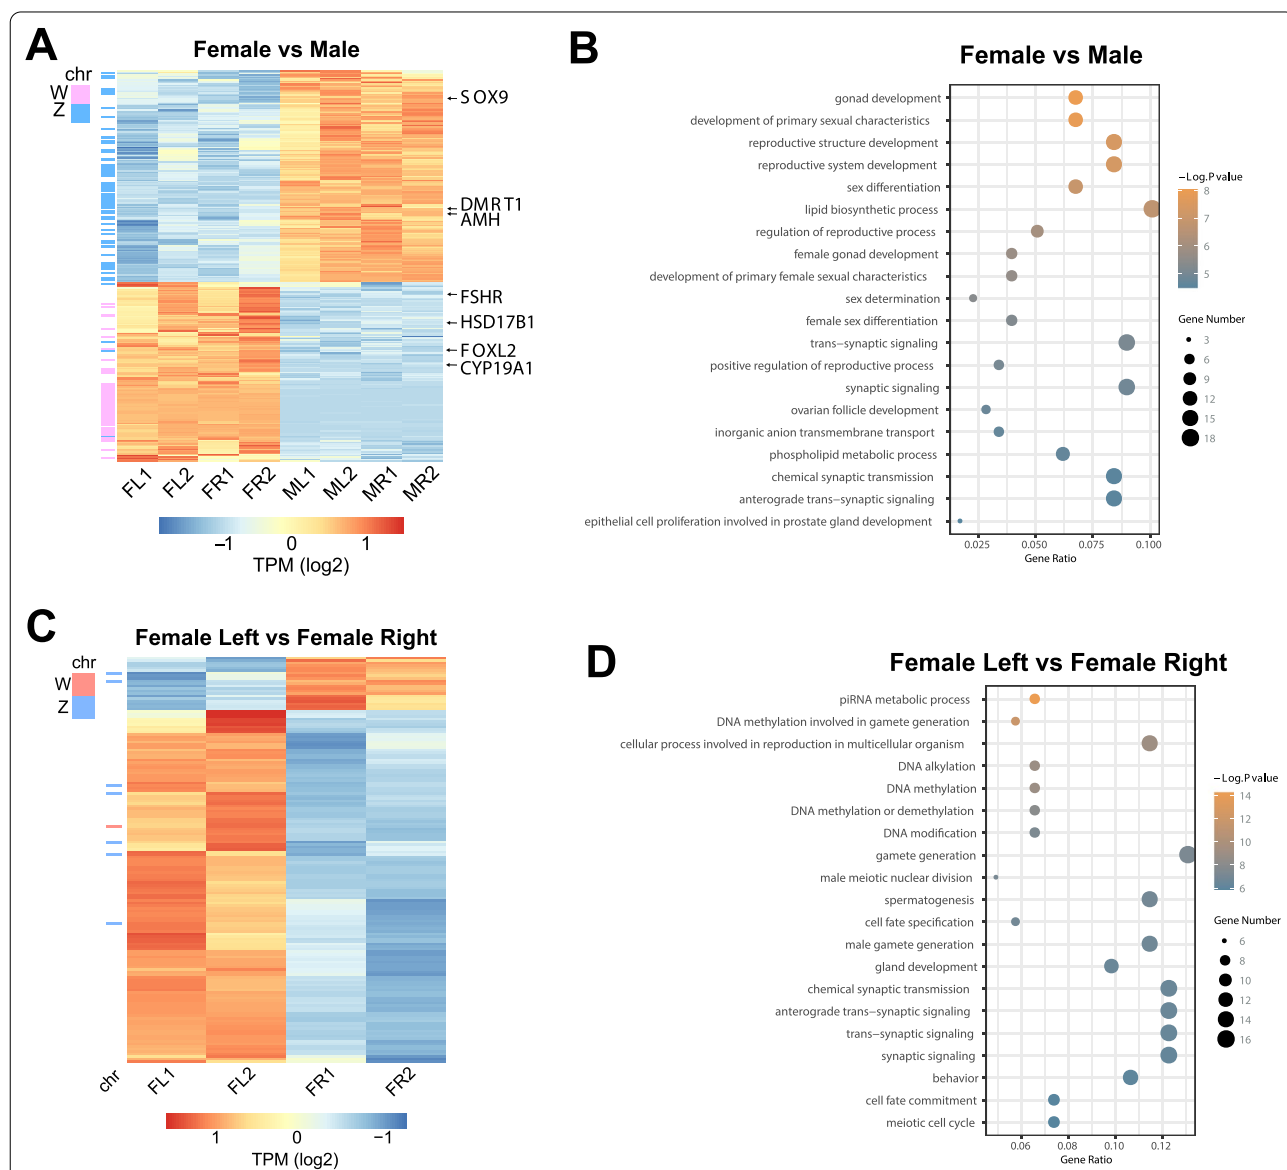 A
Female vs Male
chr
W
Z
SOX9
DMRT1
AMH
FSHR
HSD17B1
FOXL2
CYP19A1
FL1 FL2 FR1 FR2 ML1 ML2 MR1 MR2
−1 0 1
TPM (log2)
B
Female vs Male
gonad development
development of primary sexual characteristics
reproductive structure development
reproductive system development
sex differentiation
lipid biosynthetic process
regulation of reproductive process
female gonad development
development of primary female sexual characteristics
sex determination
female sex differentiation
trans−synaptic signaling
positive regulation of reproductive process
synaptic signaling
ovarian follicle development
inorganic anion transmembrane transport
phospholipid metabolic process
chemical synaptic transmission
anterograde trans−synaptic signaling
epithelial cell proliferation involved in prostate gland development
0.025 0.050 0.075 0.100
Gene Ratio
−Log.P value
8
7
6
5
Gene Number
3
6
9
12
15
18
C
Female Left vs Female Right
chr
W
Z
chr FL1 FL2 FR1 FR2
1 0 −1
TPM (log2)
D
Female Left vs Female Right
piRNA metabolic process
DNA methylation involved in gamete generation
cellular process involved in reproduction in multicellular organism
DNA alkylation
DNA methylation
DNA methylation or demethylation
DNA modification
gamete generation
male meiotic nuclear division
spermatogenesis
cell fate specification
male gamete generation
gland development
chemical synaptic transmission
anterograde trans−synaptic signaling
trans−synaptic signaling
synaptic signaling
behavior
cell fate commitment
meiotic cell cycle
0.06 0.08 0.10 0.12
Gene Ratio
−Log.P value
14
12
10
8
6
Gene Number
6
8
10
12
14
16